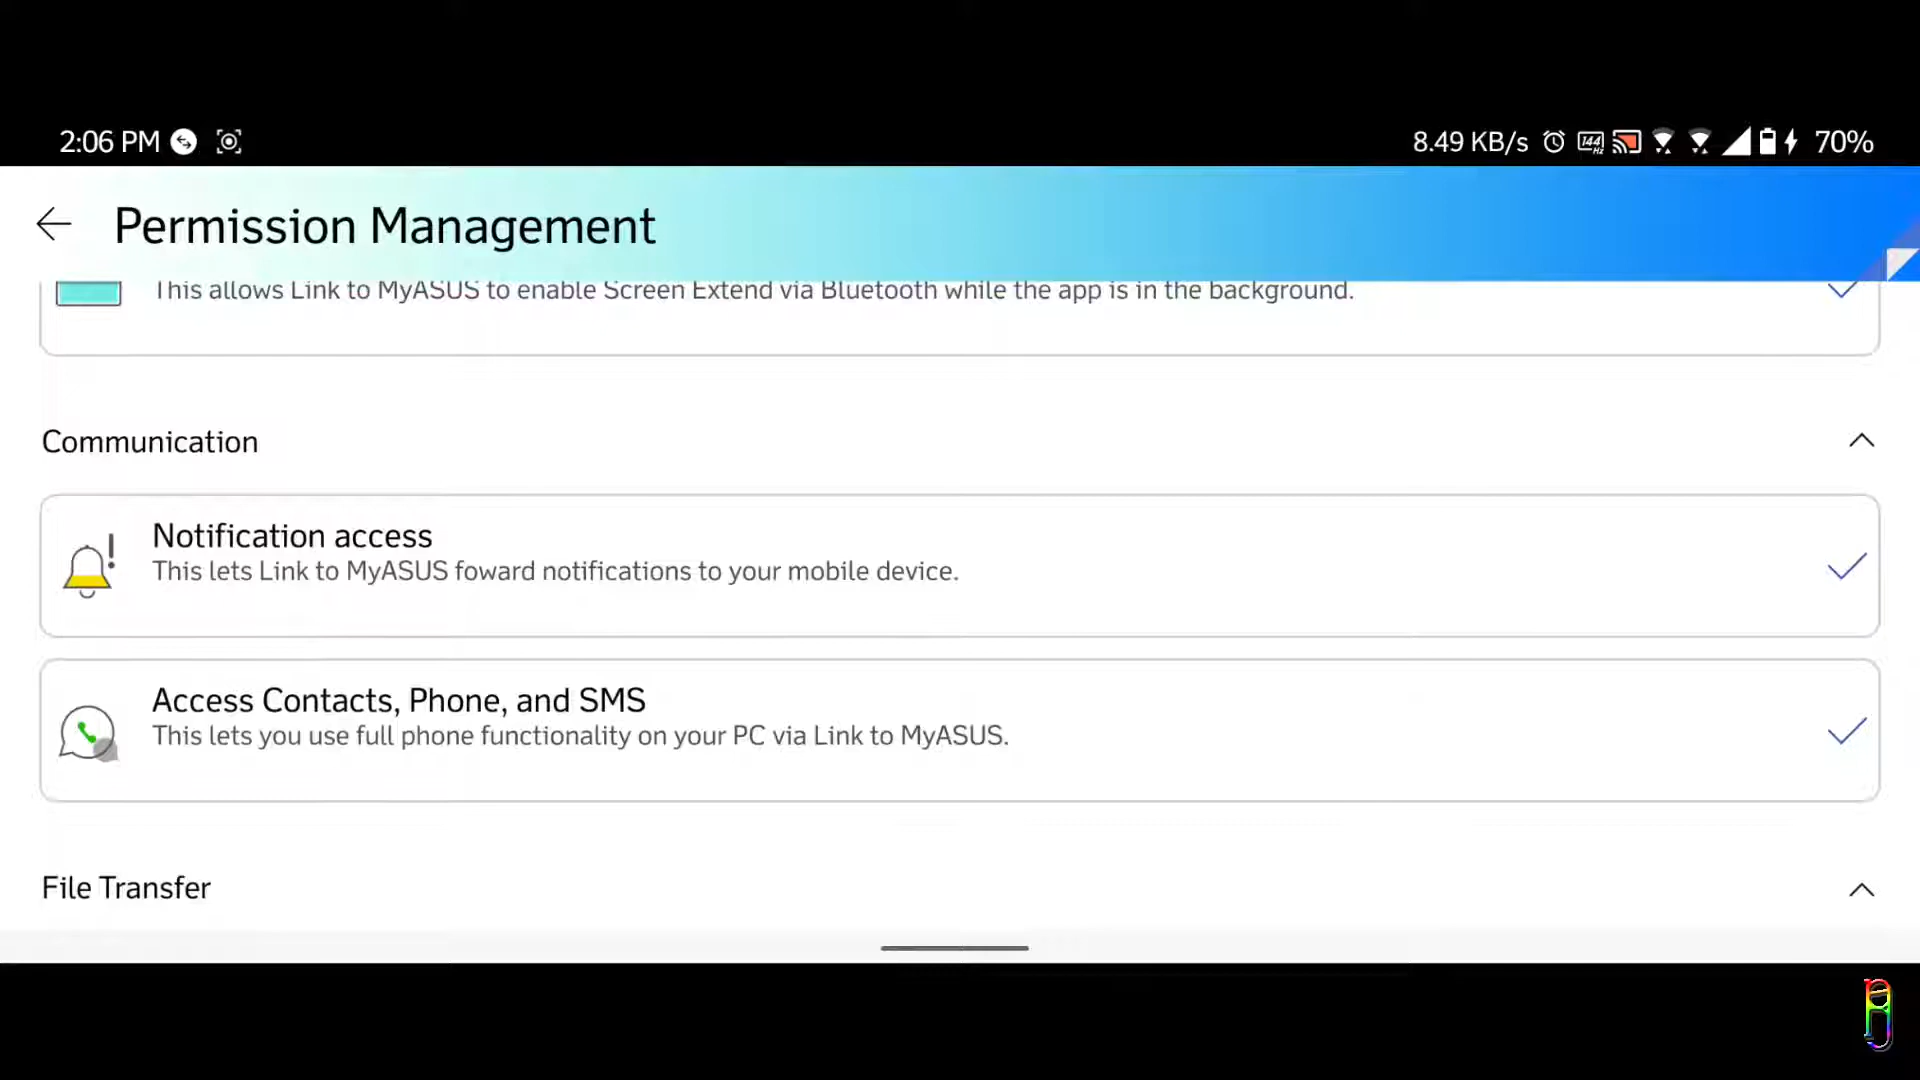 2:06 PM
8.49 KB/s 144 Hz 70%
Permission Management
This allows Link to MyASUS to enable Screen Extend via Bluetooth while the app is in the background.
Communication
Notification access
This lets Link to MyASUS foward notifications to your mobile device.
Access Contacts, Phone, and SMS
This lets you use full phone functionality on your PC via Link to MyASUS.
File Transfer